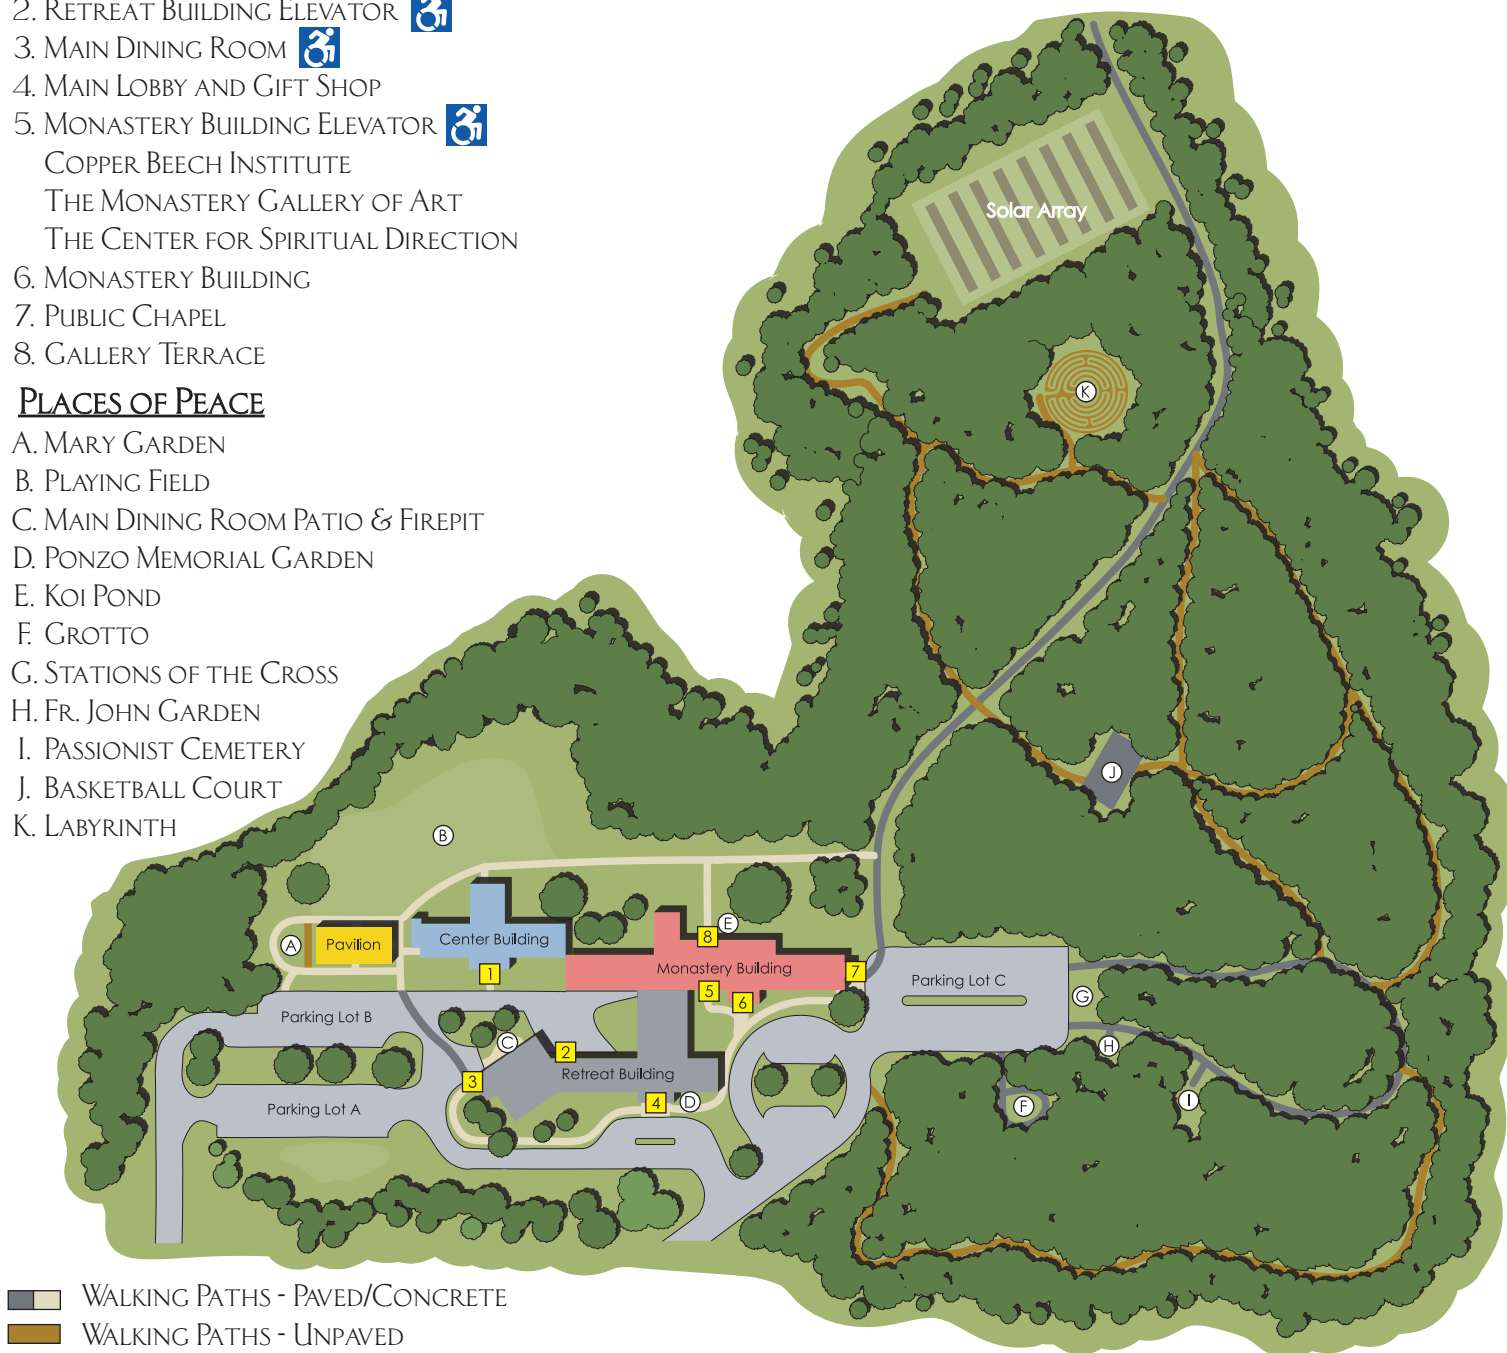 2. Retreat Building Elevator
3. Main Dining Room
4. Main Lobby and Gift Shop
5. Monastery Building Elevator
Copper Beech Institute
The Monastery Gallery of Art
The Center for Spiritual Direction
6. Monastery Building
7. Public Chapel
8. Gallery Terrace
Places of Peace
A. Mary Garden
B. Playing Field
C. Main Dining Room Patio & Firepit
D. Ponzo Memorial Garden
E. Koi Pond
F. Grotto
G. Stations of the Cross
H. Fr. John Garden
I. Passionist Cemetery
J. Basketball Court
K. Labyrinth
Solar Array
K
J
B
E
A
Pavilion
Center Building
8
1
Monastery Building
7
5
6
Parking Lot C
G
Parking Lot B
C
2
H
3
Retreat Building
4
D
I
F
Parking Lot A
Walking Paths - Paved/Concrete
Walking Paths - Unpaved